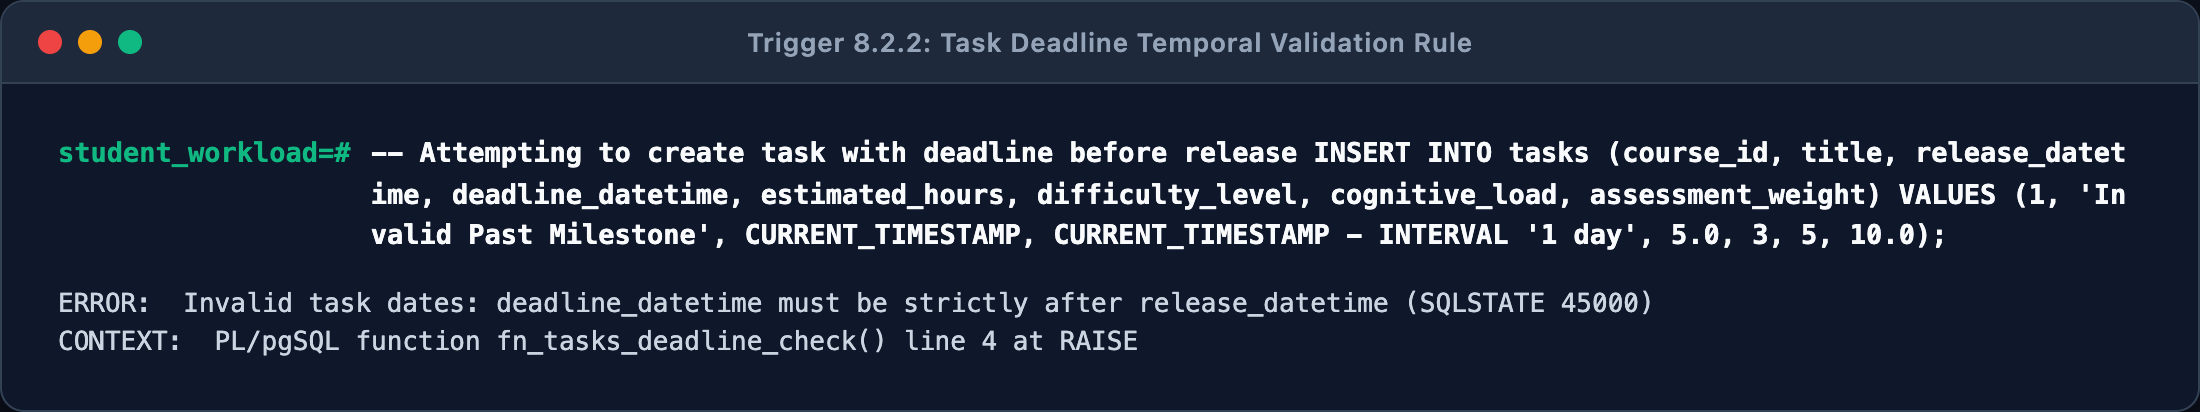 Trigger 8.2.2: Task Deadline Temporal Validation Rule
student_workload=# -- Attempting to create task with deadline before release INSERT INTO tasks (course_id, title, release_datet
ime, deadline_datetime, estimated_hours, difficulty_level, cognitive_load, assessment_weight) VALUES (1, 'In
valid Past Milestone', CURRENT_TIMESTAMP, CURRENT_TIMESTAMP - INTERVAL '1 day', 5.0, 3, 5, 10.0);
ERROR:  Invalid task dates: deadline_datetime must be strictly after release_datetime (SQLSTATE 45000)
CONTEXT:  PL/pgSQL function fn_tasks_deadline_check() line 4 at RAISE